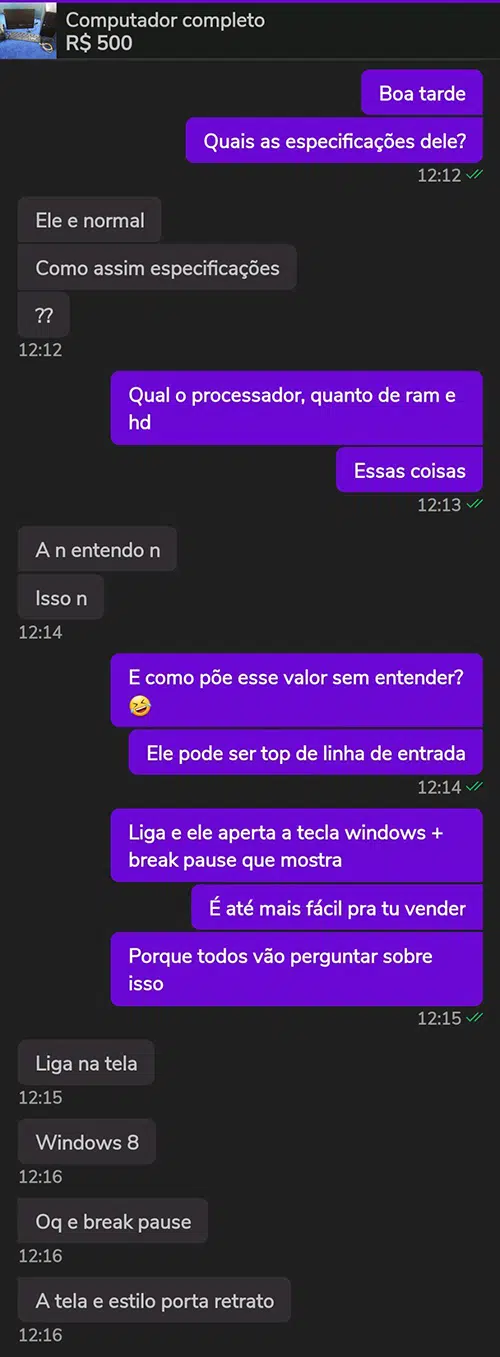 Computador completo
R$ 500
Boa tarde
Quais as especificações dele?
12:12
Ele e normal
Como assim especificações
??
12:12
Qual o processador, quanto de ram e
hd
Essas coisas
12:13
A n entendo n
Isso n
12:14
E como põe esse valor sem entender?
🤣
Ele pode ser top de linha de entrada
12:14
Liga e ele aperta a tecla windows +
break pause que mostra
É até mais fácil pra tu vender
Porque todos vão perguntar sobre
isso
12:15
Liga na tela
12:15
Windows 8
12:16
Oq e break pause
12:16
A tela e estilo porta retrato
12:16